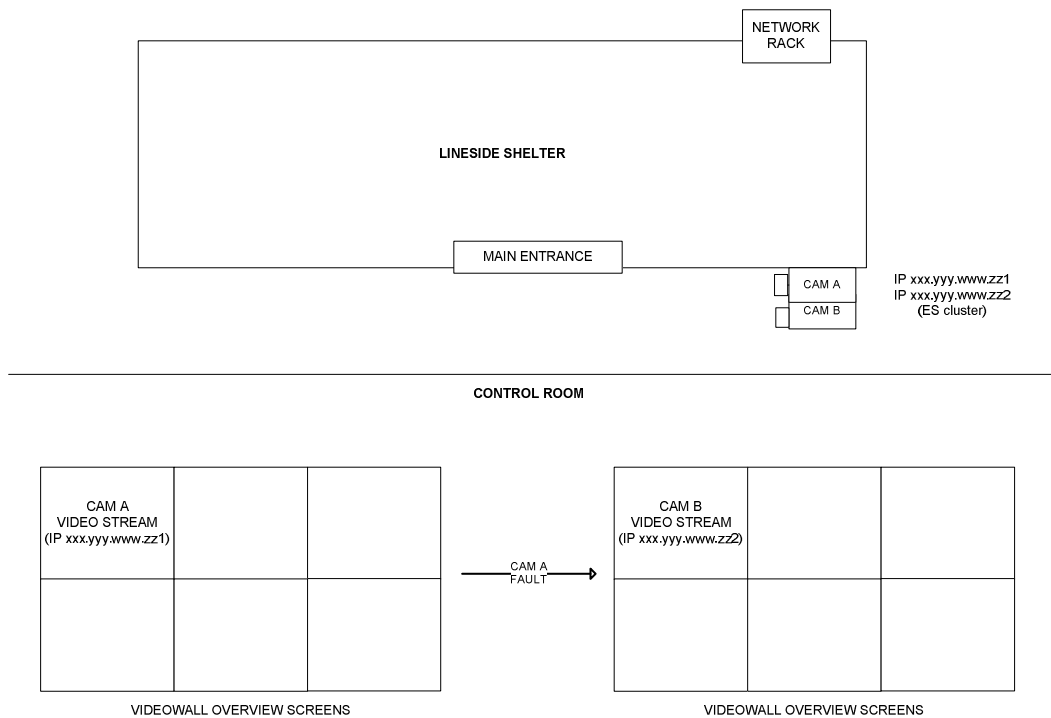 NETWORK
RACK
LINESIDE SHELTER
MAIN ENTRANCE
CAM A
CAM B
IP xxx.yyy.www.zz1
IP xxx.yyy.www.zz2
(ES cluster)
CONTROL ROOM
CAM A
VIDEO STREAM
(IP xxx.yyy.www.zz1)
CAM A
FAULT
CAM B
VIDEO STREAM
(IP xxx.yyy.www.zz2)
VIDEOWALL OVERVIEW SCREENS
VIDEOWALL OVERVIEW SCREENS